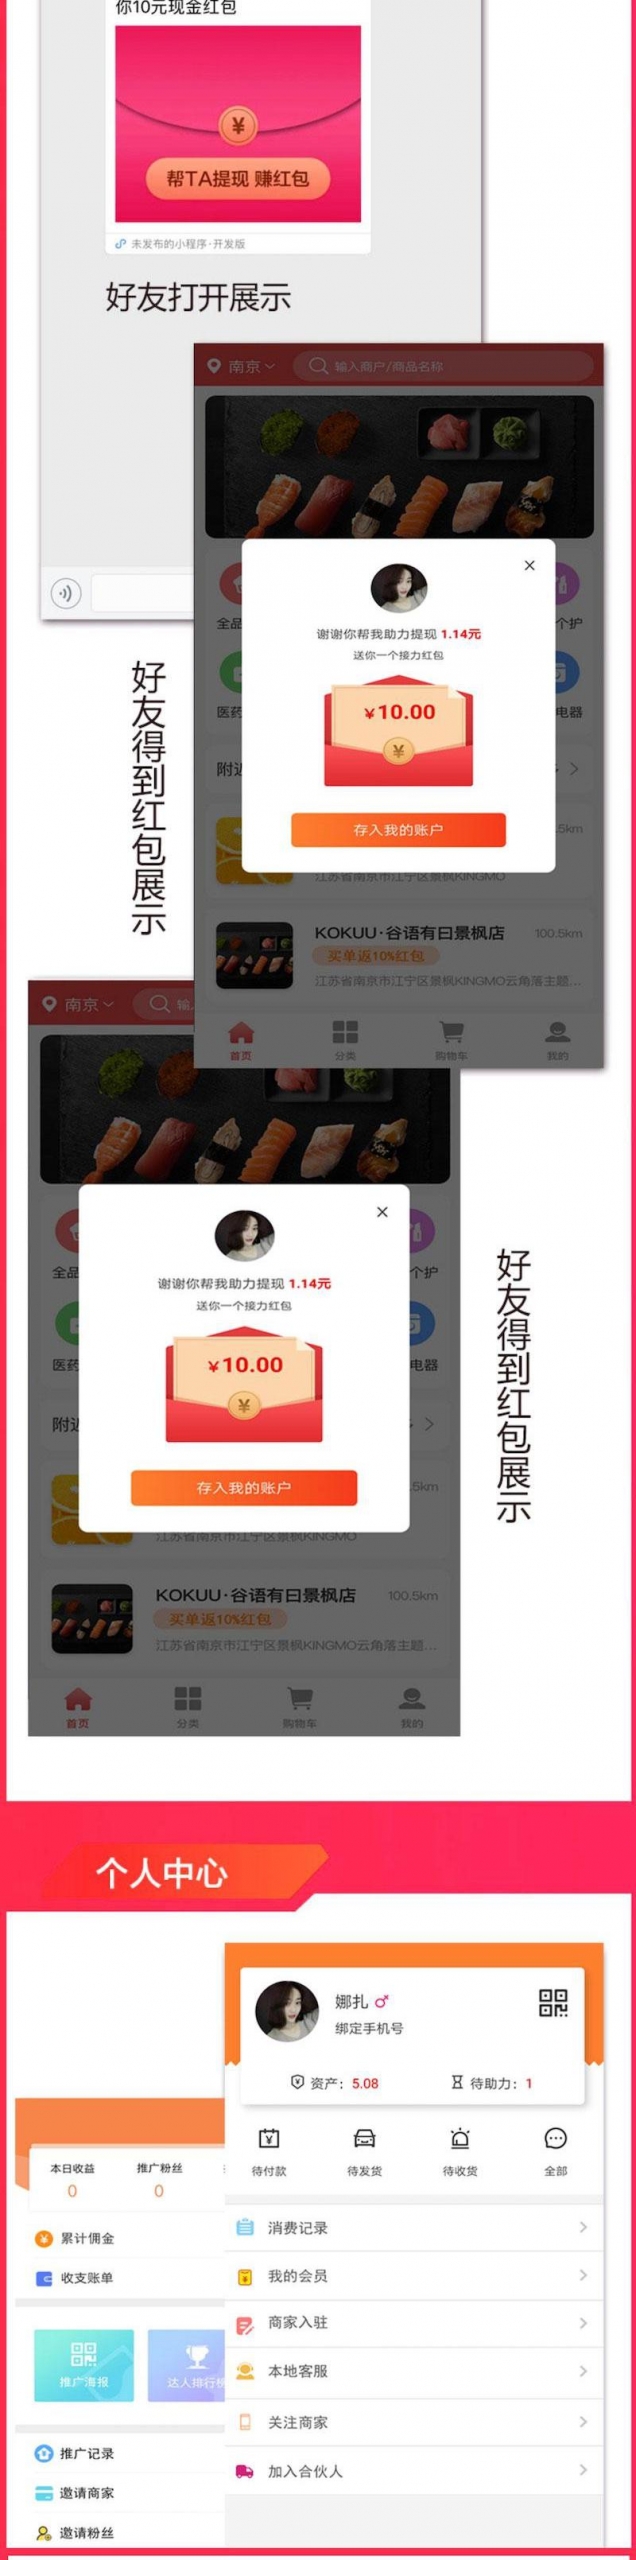 你10元现金红包
¥
帮TA提现 赚红包
未发布的小程序·开发版
好友打开展示
南京
输入商户/商品名称
谢谢你帮我助力提现 1.14元
送你一个接力红包
¥10.00
¥
存入我的账户
全品
个护
医药
电器
附近
.5km
江苏省南京市江宁区景枫KINGMO
KOKUU·谷语有日景枫店
100.5km
买单返10%红包
江苏省南京市江宁区景枫KINGMO云角落主题...
首页
分类
购物车
我的
好友得到红包展示
南京
输
谢谢你帮我助力提现 1.14元
送你一个接力红包
¥10.00
¥
存入我的账户
全品
个护
医药
电器
附近
.5km
江苏省南京市江宁区景枫KINGMO
KOKUU·谷语有日景枫店
100.5km
买单返10%红包
江苏省南京市江宁区景枫KINGMO云角落主题...
首页
分类
购物车
我的
好友得到红包展示
个人中心
娜扎
绑定手机号
资产：5.08
待助力：1
待付款
待发货
待收货
全部
消费记录
我的会员
商家入驻
本地客服
关注商家
加入合伙人
本日收益
推广粉丝
0
0
累计佣金
收支账单
推广海报
达人排行榜
推广记录
邀请商家
邀请粉丝